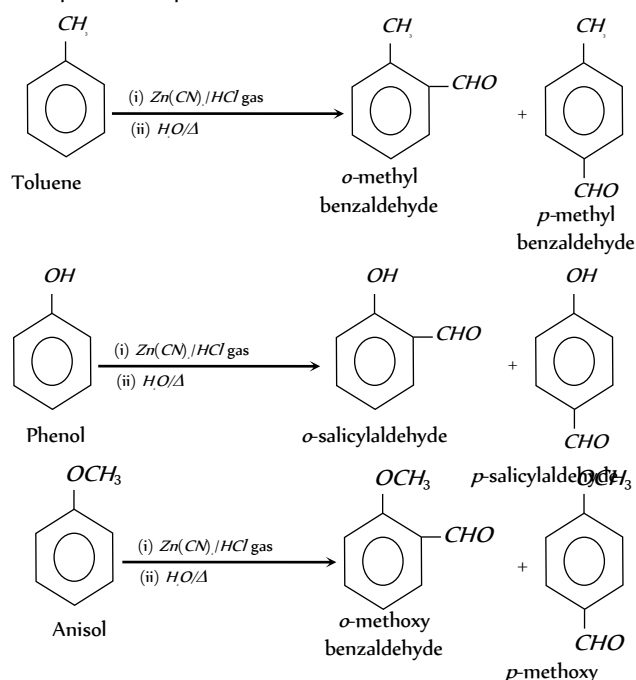 CH₃
CH₃
CH₃
(i) Zn(CN)₂/HCl gas
CHO
+
(ii) H₂O/Δ
Toluene
o-methyl
benzaldehyde
CHO
p-methyl
benzaldehyde
OH
OH
OH
(i) Zn(CN)₂/HCl gas
CHO
+
(ii) H₂O/Δ
Phenol
o-salicylaldehyde
CHO
p-salicylaldehyde
OCH₃
OCH₃
OCH₃
(i) Zn(CN)₂/HCl gas
CHO
+
(ii) H₂O/Δ
Anisol
o-methoxy
benzaldehyde
CHO
p-methoxy